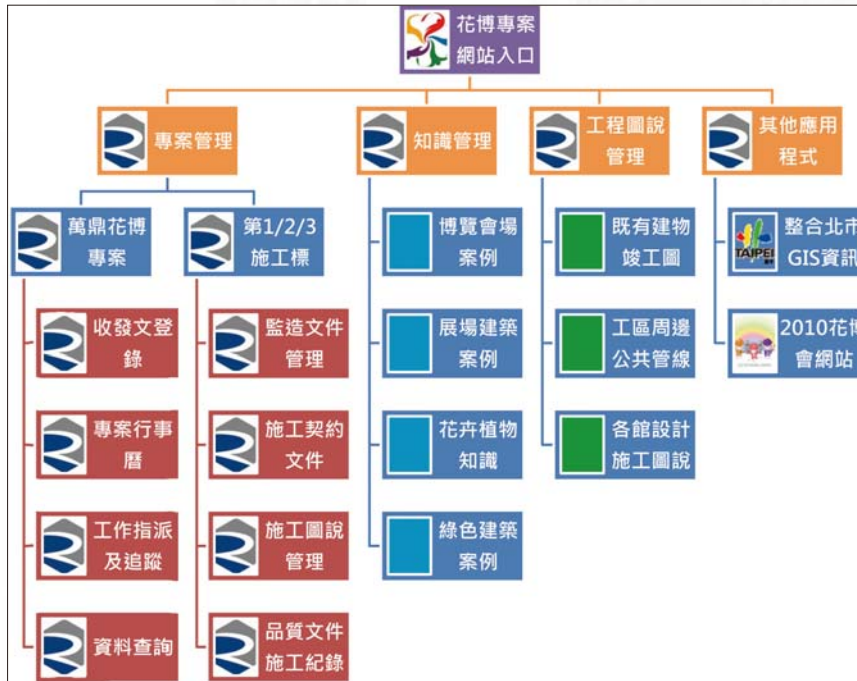 花博專案
網站入口
專案管理
知識管理
工程圖說
管理
其他應用
程式
萬鼎花博
專案
第1/2/3
施工標
博覽會場
案例
既有建物
竣工圖
TAIPEI
整合北市
GIS資訊
收發文登
錄
監造文件
管理
展場建築
案例
工區周邊
公共管線
2010花博
會網站
專案行事
曆
施工契約
文件
花卉植物
知識
各館設計
施工圖說
工作指派
及追蹤
施工圖說
管理
綠色建築
案例
資料查詢
品質文件
施工紀錄